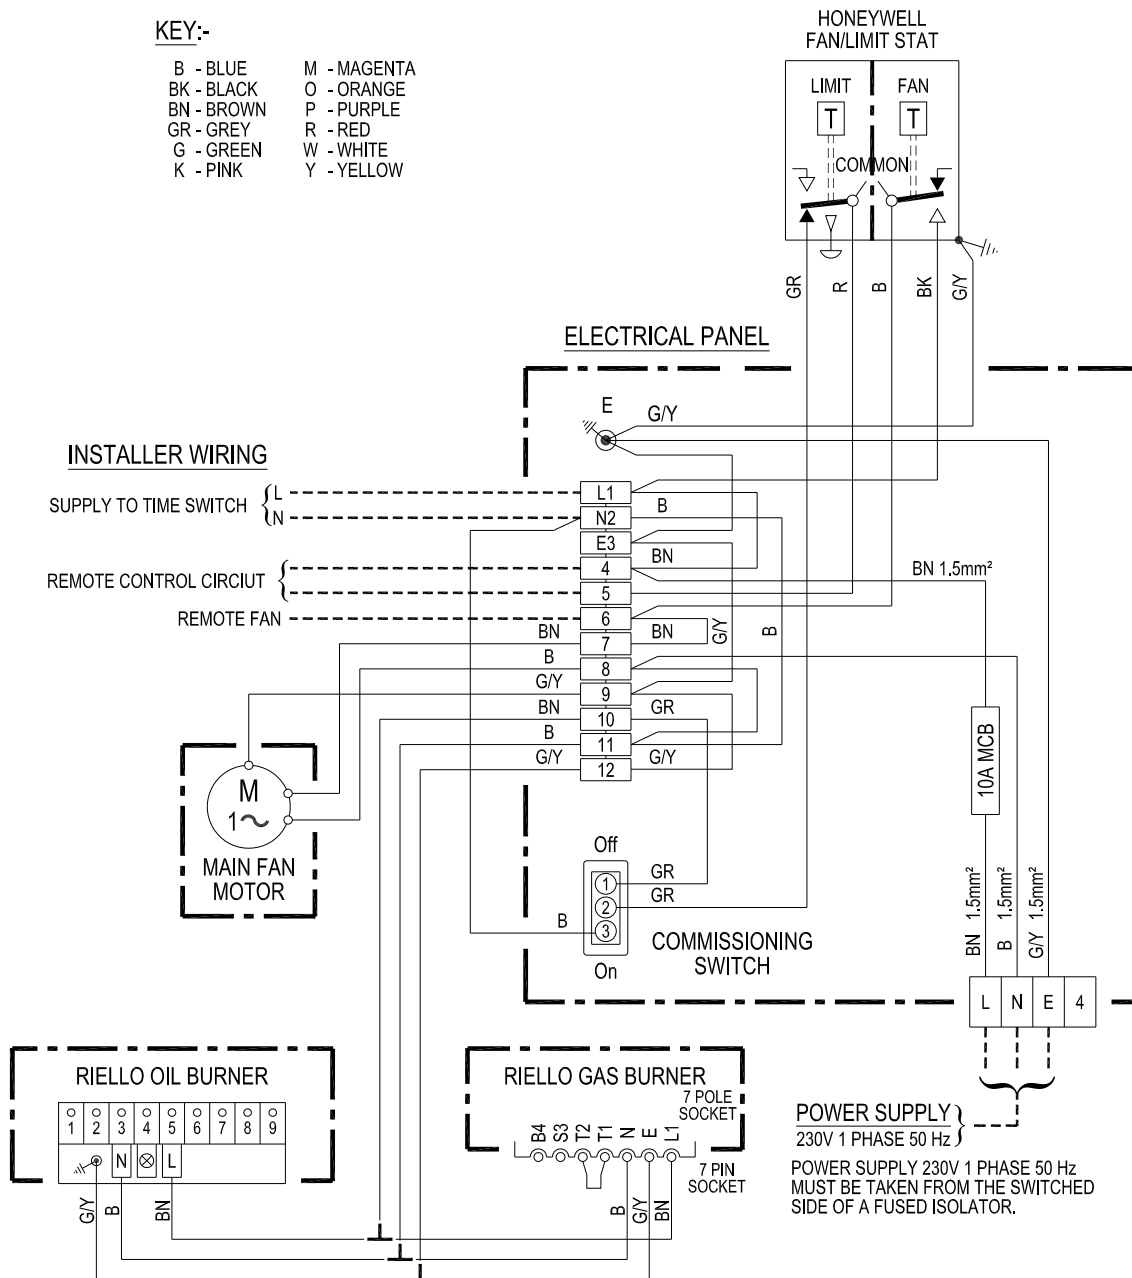 KEY:-
B - BLUE
BK - BLACK
BN - BROWN
GR - GREY
G - GREEN
K - PINK
M - MAGENTA
O - ORANGE
P - PURPLE
R - RED
W - WHITE
Y - YELLOW
HONEYWELL
FAN/LIMIT STAT
LIMIT
FAN
T
T
COMMON
GR
R
B
BK
G/Y
ELECTRICAL PANEL
E
G/Y
INSTALLER WIRING
SUPPLY TO TIME SWITCH
L
N
REMOTE CONTROL CIRCIUT
REMOTE FAN
L1
N2
E3
4
5
6
7
8
9
10
11
12
B
BN
BN
G/Y
B
GR
G/Y
BN
B
G/Y
BN
B
G/Y
BN 1.5mm²
10A MCB
BN 1.5mm²
B 1.5mm²
G/Y 1.5mm²
M
1~
MAIN FAN
MOTOR
Off
1
2
3
On
GR
GR
B
COMMISSIONING
SWITCH
L N E 4
POWER SUPPLY
230V 1 PHASE 50 Hz
POWER SUPPLY 230V 1 PHASE 50 Hz
MUST BE TAKEN FROM THE SWITCHED
SIDE OF A FUSED ISOLATOR.
RIELLO OIL BURNER
1 2 3 4 5 6 7 8 9
N L
G/Y
B
BN
RIELLO GAS BURNER
7 POLE
SOCKET
B4 S3 T2 T1 N E L1
7 PIN
SOCKET
B
G/Y
BN